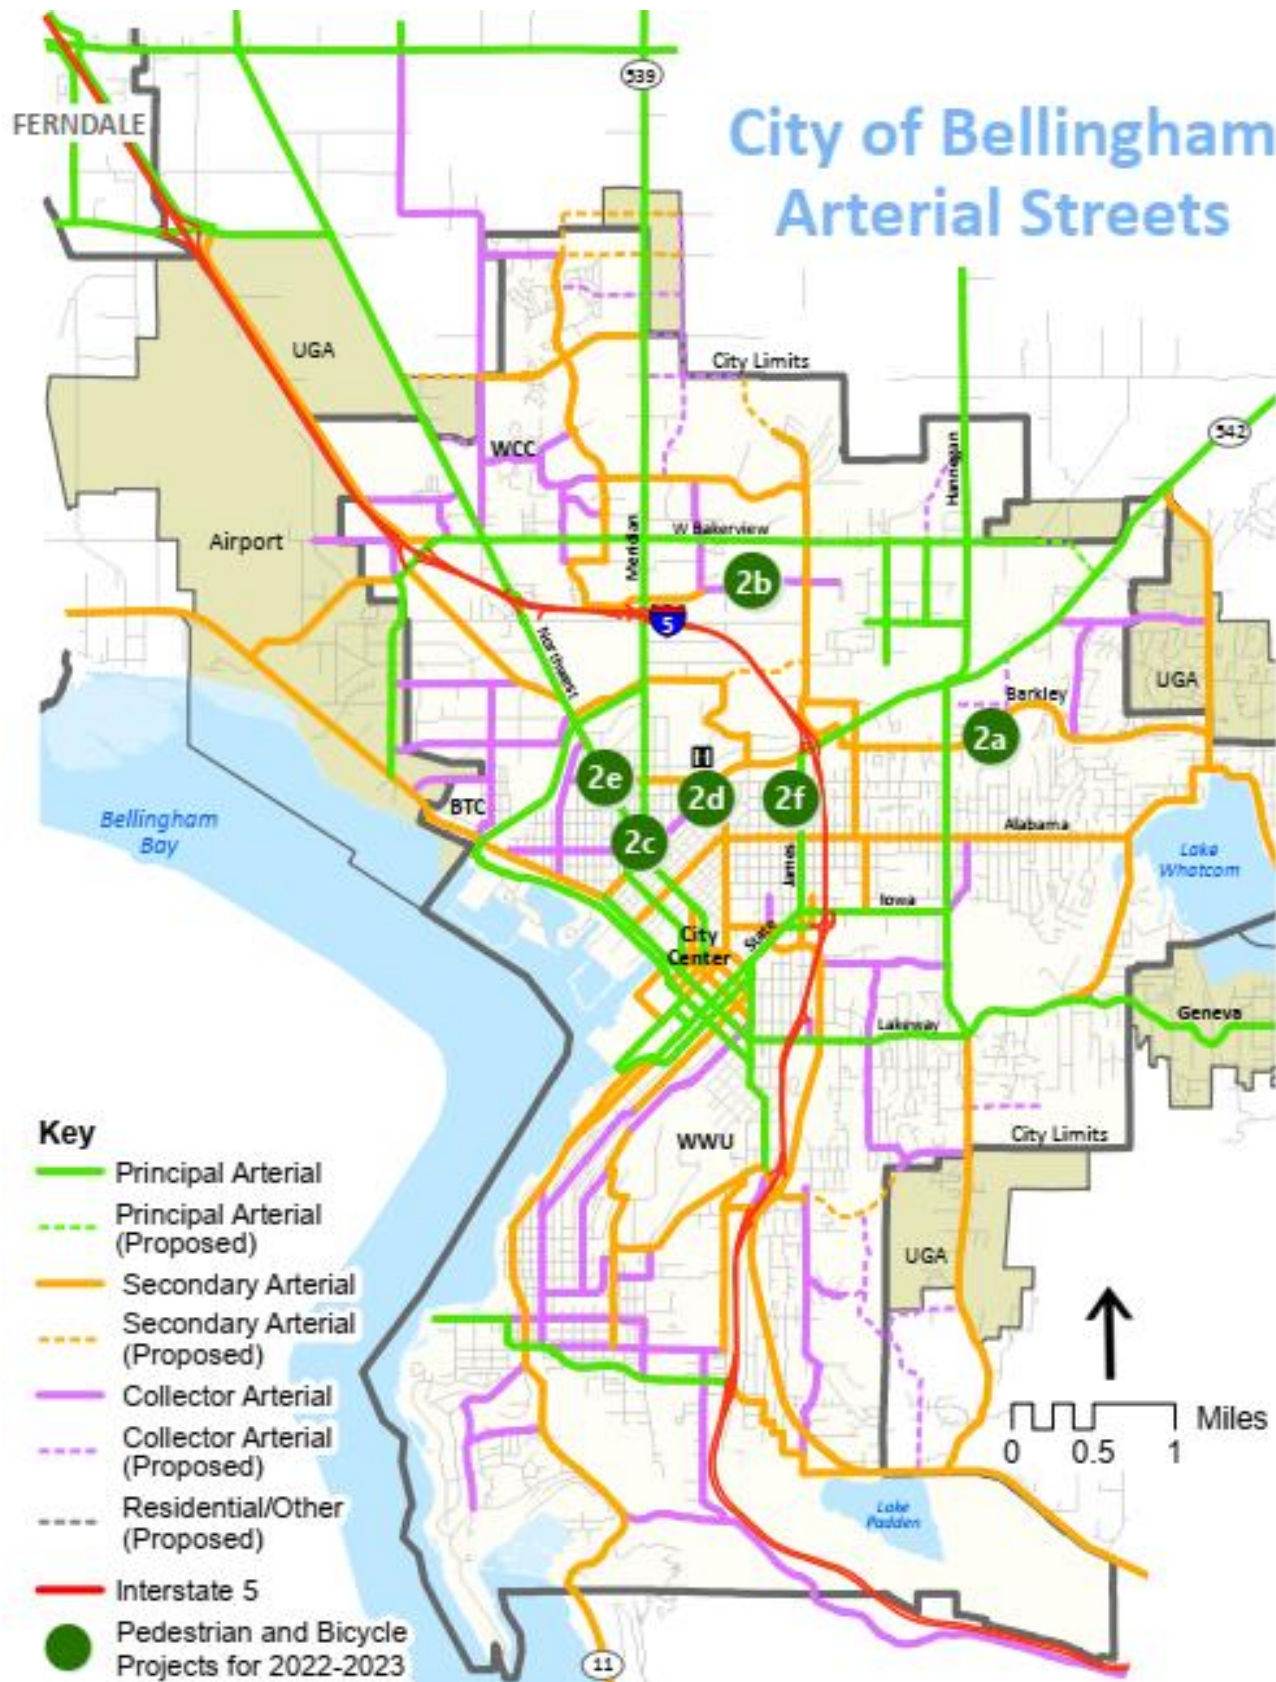 539
FERNDALE
City of Bellingham
Arterial Streets
UGA
City Limits
542
WCC
Hannegan
W Bakerview
Meridian
Airport
2b
5
Northwest
UGA
Barkley
2a
H
2e
2d
2f
BTC
Bellingham
Bay
Alabama
2c
James
Lake
Whatcom
Iowa
City
Center
State
Geneva
Lakeway
Key
WWU
City Limits
Principal Arterial
Principal Arterial
(Proposed)
UGA
Secondary Arterial
Secondary Arterial
(Proposed)
Collector Arterial
Miles
0 0.5 1
Collector Arterial
(Proposed)
Lake
Padden
Residential/Other
(Proposed)
Interstate 5
Pedestrian and Bicycle
Projects for 2022-2023
11